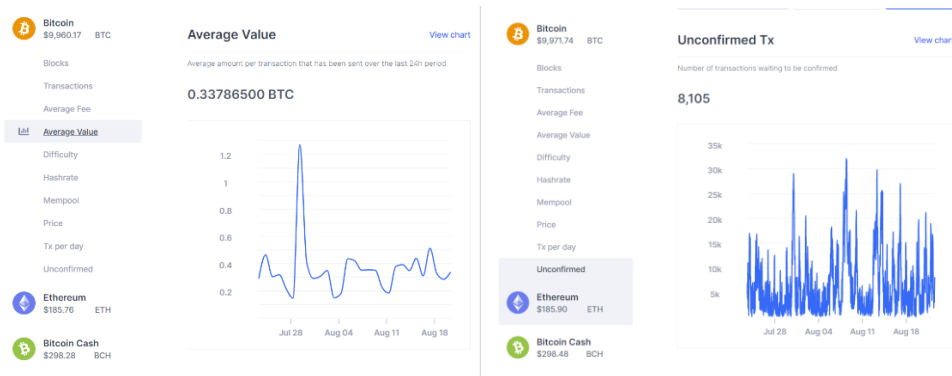 Bitcoin
$9,960.17 BTC
Blocks
Transactions
Average Fee
Average Value
Difficulty
Hashrate
Mempool
Price
Tx per day
Unconfirmed
Ethereum
$185.76 ETH
Bitcoin Cash
$298.28 BCH
Average Value
View chart
Average amount per transaction that has been sent over the last 24h period
0.33786500 BTC
1.2
1
0.8
0.6
0.4
0.2
Jul 28 Aug 04 Aug 11 Aug 18
Bitcoin
$9,971.74 BTC
Blocks
Transactions
Average Fee
Average Value
Difficulty
Hashrate
Mempool
Price
Tx per day
Unconfirmed
Ethereum
$185.90 ETH
Bitcoin Cash
$298.48 BCH
Unconfirmed Tx
View chart
Number of transactions waiting to be confirmed
8,105
35k
30k
25k
20k
15k
10k
5k
Jul 28 Aug 04 Aug 11 Aug 18